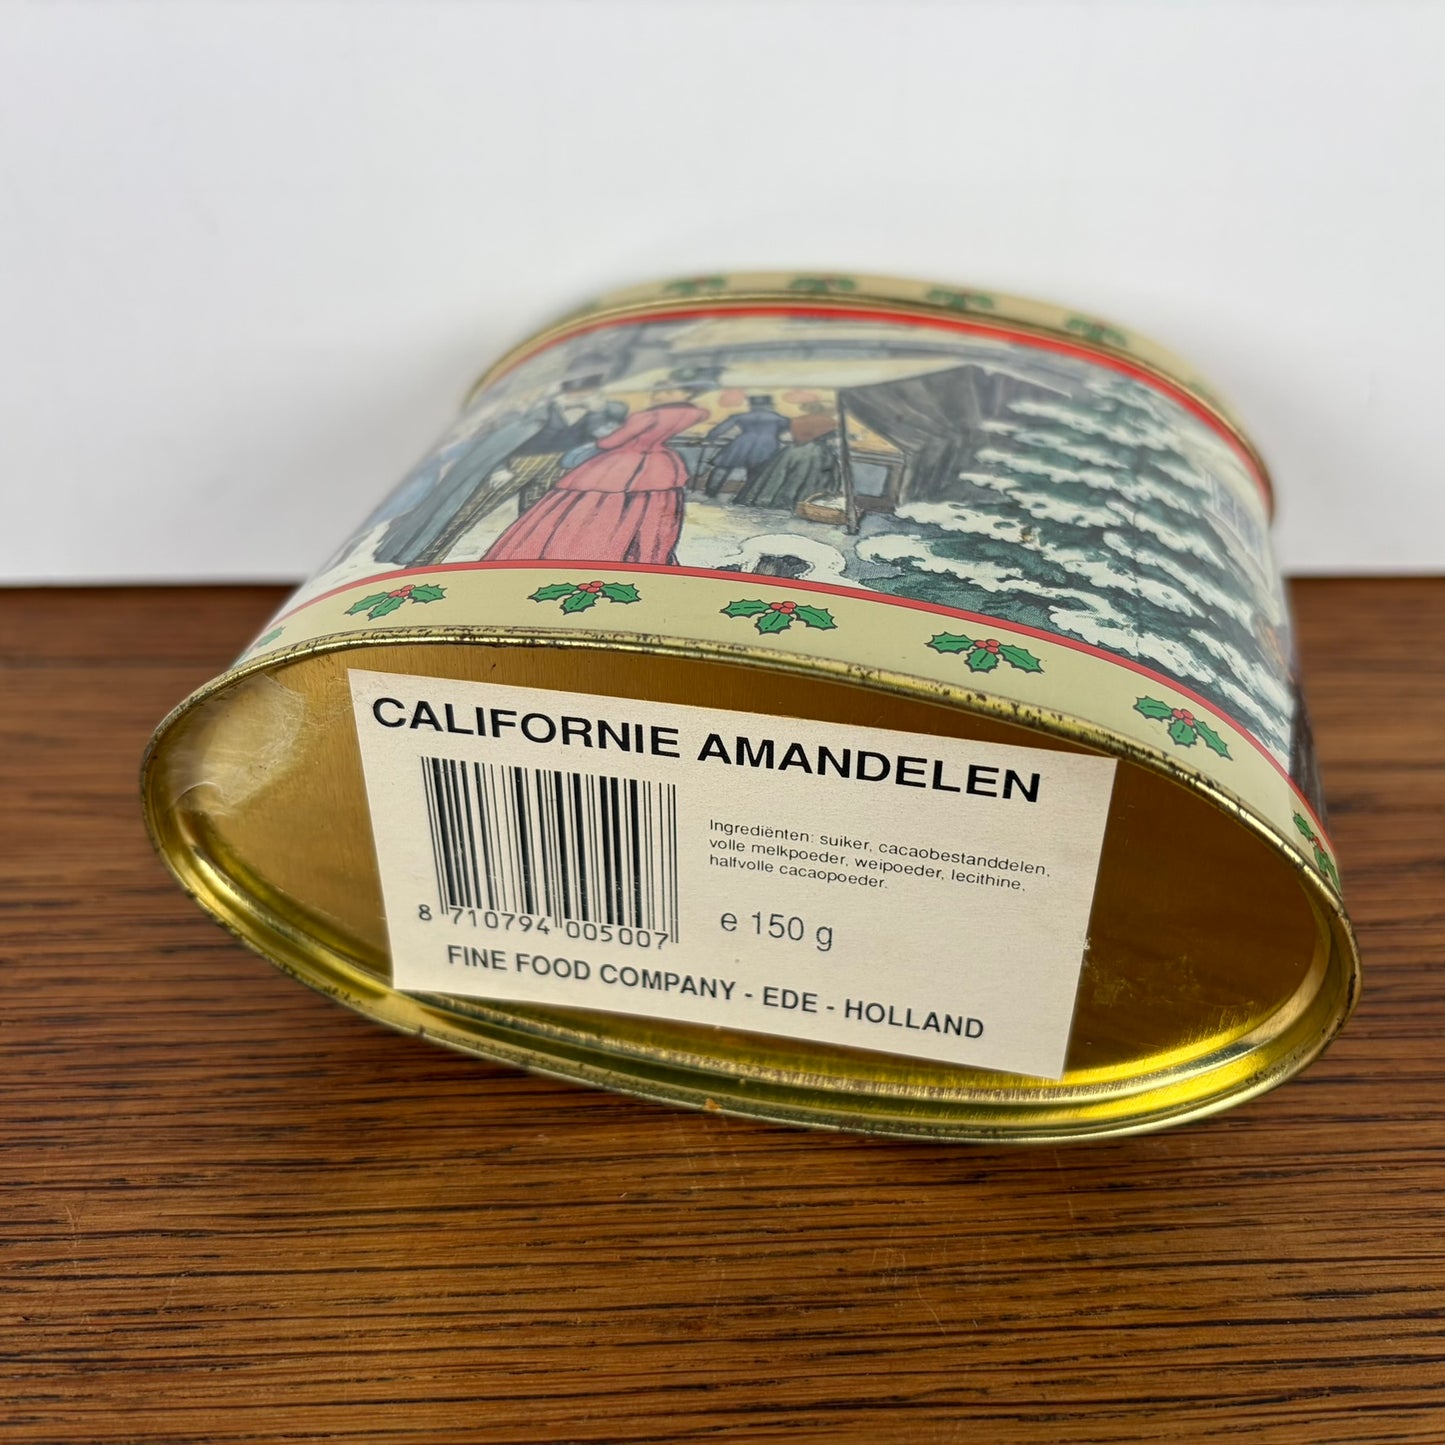 CALIFORNIE AMANDELEN
Ingrediënten: suiker, cacaobestanddelen,
volle melkpoeder, weipoeder, lecithine,
halfvolle cacaopoeder.
8 710794 005007
e 150 g
FINE FOOD COMPANY - EDE - HOLLAND